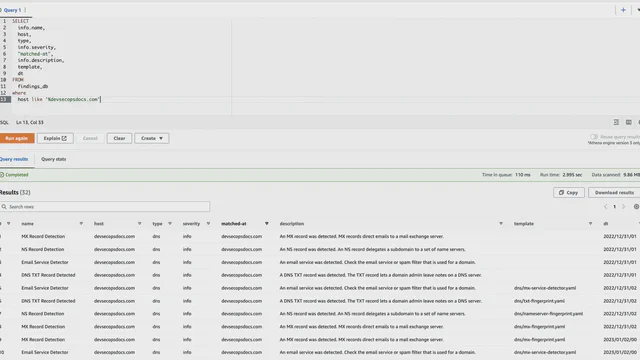 Query 1
1 SELECT
2 info.name,
3 host,
4 type,
5 info.severity,
6 "matched-at",
7 info.description,
8 template,
9 dt
10 FROM
11 findings_db
12 where
13 host like '%devsecopsdocs.com'
SQL Ln 13, Col 33
Run again Explain Cancel Clear Create Reuse query results
*Athena engine version 3 only
Query results Query stats
Completed Time in queue: 110 ms Run time: 2.995 sec Data scanned: 9.86 MB
Results (32) Copy Download results
Search rows 1
name host type severity matched-at description template dt
MX Record Detection devsecopsdocs.com dns info devsecopsdocs.com An MX record was detected. MX records direct emails to a mail exchange server. 2022/12/31/01
2 NS Record Detection devsecopsdocs.com dns info devsecopsdocs.com An NS record was detected. An NS record delegates a subdomain to a set of name servers. 2022/12/31/01
3 Email Service Detector devsecopsdocs.com dns info devsecopsdocs.com An email service was detected. Check the email service or spam filter that is used for a domain. 2022/12/31/01
4 DNS TXT Record Detected devsecopsdocs.com dns info devsecopsdocs.com A DNS TXT record was detected. The TXT record lets a domain admin leave notes on a DNS server. 2022/12/31/01
5 Email Service Detector devsecopsdocs.com dns info devsecopsdocs.com An email service was detected. Check the email service or spam filter that is used for a domain. dns/mx-service-detector.yaml 2022/12/31/02
6 DNS TXT Record Detected devsecopsdocs.com dns info devsecopsdocs.com A DNS TXT record was detected. The TXT record lets a domain admin leave notes on a DNS server. dns/txt-fingerprint.yaml 2022/12/31/02
7 NS Record Detection devsecopsdocs.com dns info devsecopsdocs.com An NS record was detected. An NS record delegates a subdomain to a set of name servers. dns/nameserver-fingerprint.yaml 2022/12/31/02
8 MX Record Detection devsecopsdocs.com dns info devsecopsdocs.com An MX record was detected. MX records direct emails to a mail exchange server. dns/mx-fingerprint.yaml 2022/12/31/02
9 MX Record Detection devsecopsdocs.com dns info devsecopsdocs.com An MX record was detected. MX records direct emails to a mail exchange server. dns/mx-fingerprint.yaml 2023/01/02/00
10 Email Service Detector devsecopsdocs.com dns info devsecopsdocs.com An email service was detected. Check the email service or spam filter that is used for a domain. dns/mx-service-detector.yaml 2023/01/02/00